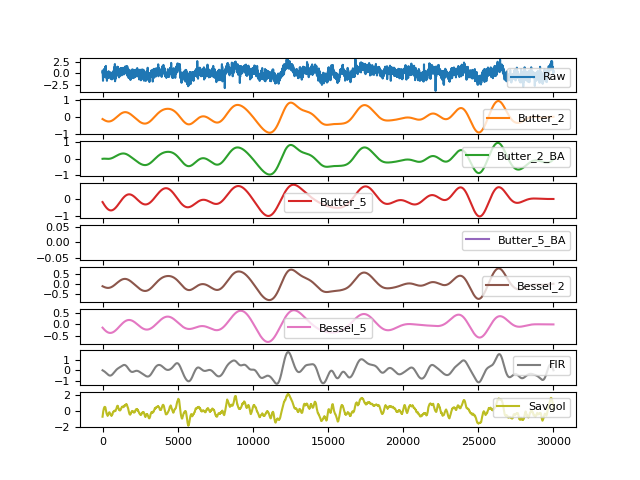 2.5
0.0
−2.5
Raw
1
0
−1
Butter_2
1
0
−1
Butter_2_BA
0
−1
Butter_5
0.05
0.00
−0.05
Butter_5_BA
0.5
0.0
−0.5
Bessel_2
0.5
0.0
−0.5
Bessel_5
1
0
−1
FIR
2
0
−2
Savgol
0 5000 10000 15000 20000 25000 30000